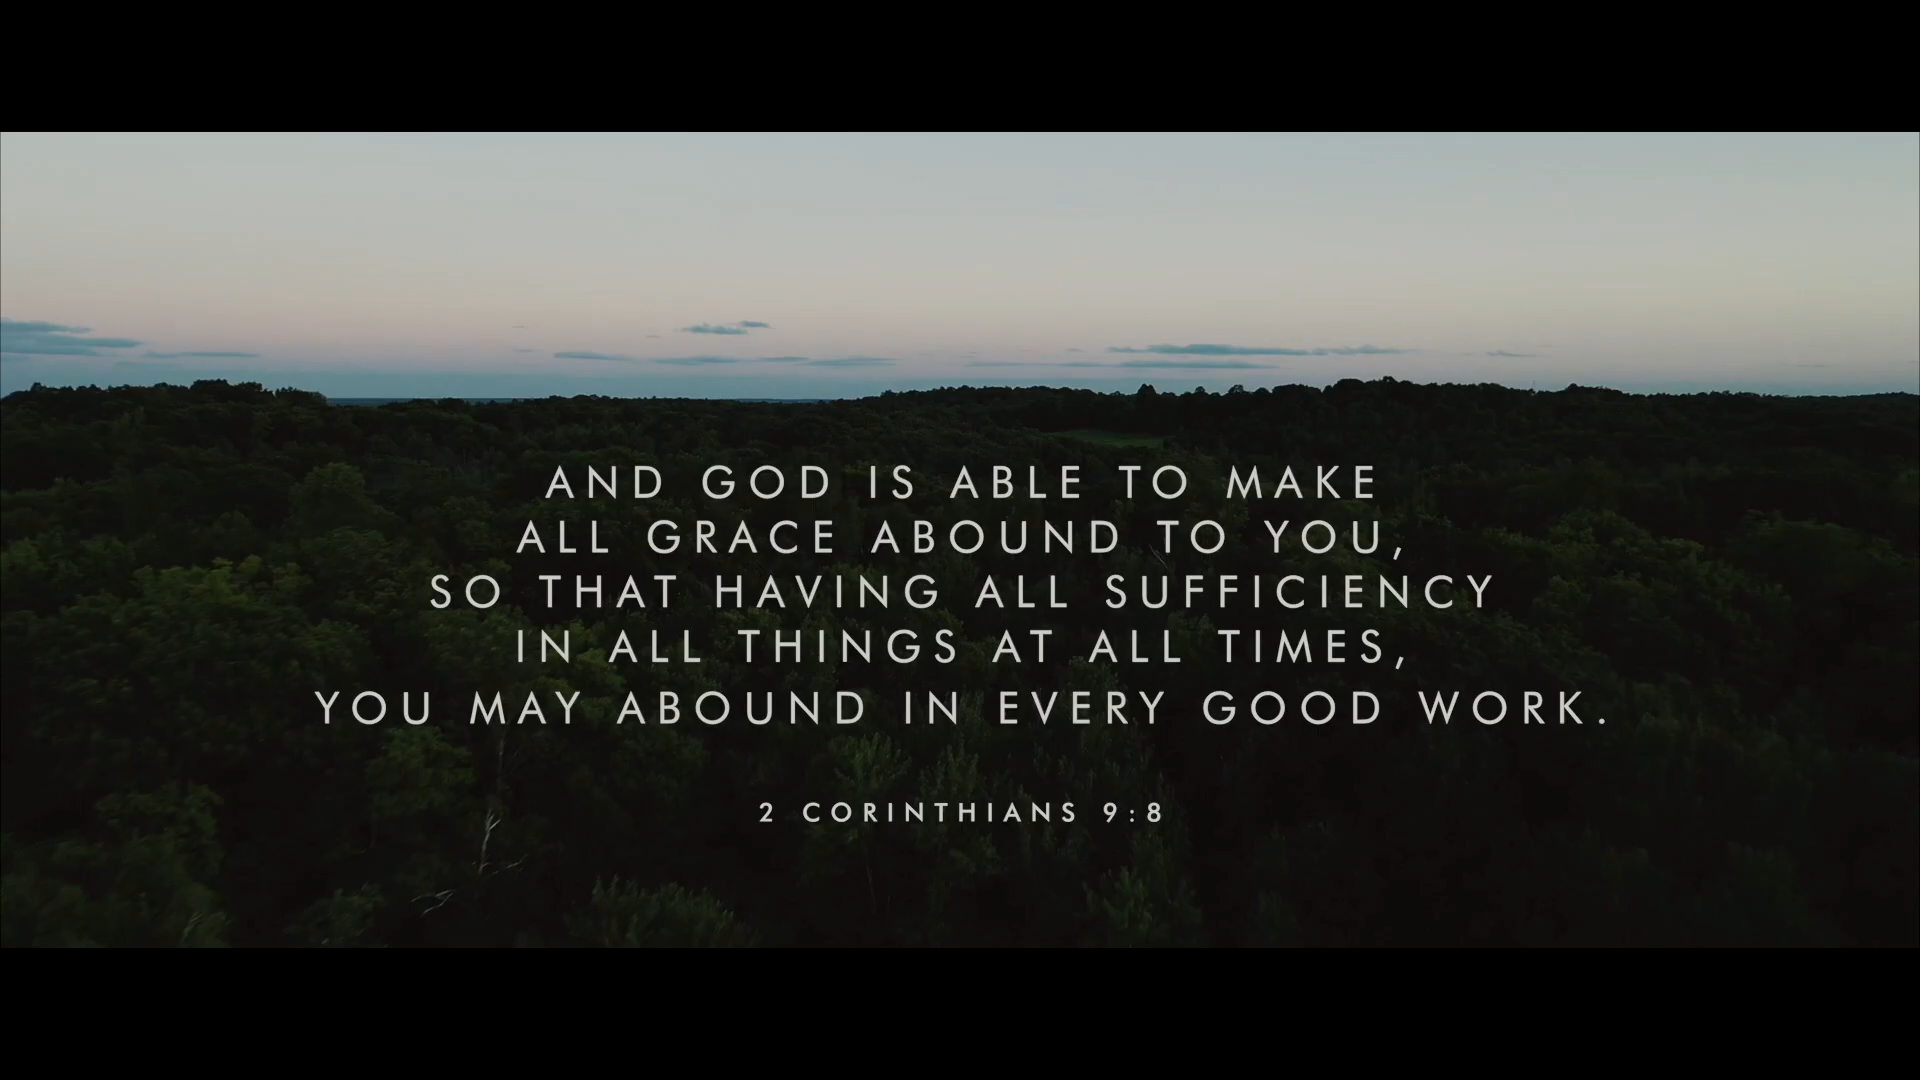 AND GOD IS ABLE TO MAKE
ALL GRACE ABOUND TO YOU,
SO THAT HAVING ALL SUFFICIENCY
IN ALL THINGS AT ALL TIMES,
YOU MAY ABOUND IN EVERY GOOD WORK.
2 CORINTHIANS 9:8